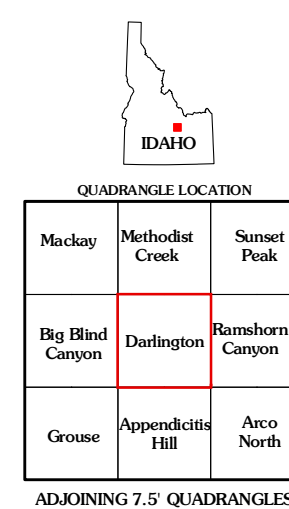 IDAHO
QUADRANGLE LOCATION
Mackay
Methodist
Creek
Sunset
Peak
Big Blind
Canyon
Darlington
Ramshorn
Canyon
Grouse
Appendicitis
Hill
Arco
North
ADJOINING 7.5' QUADRANGLES